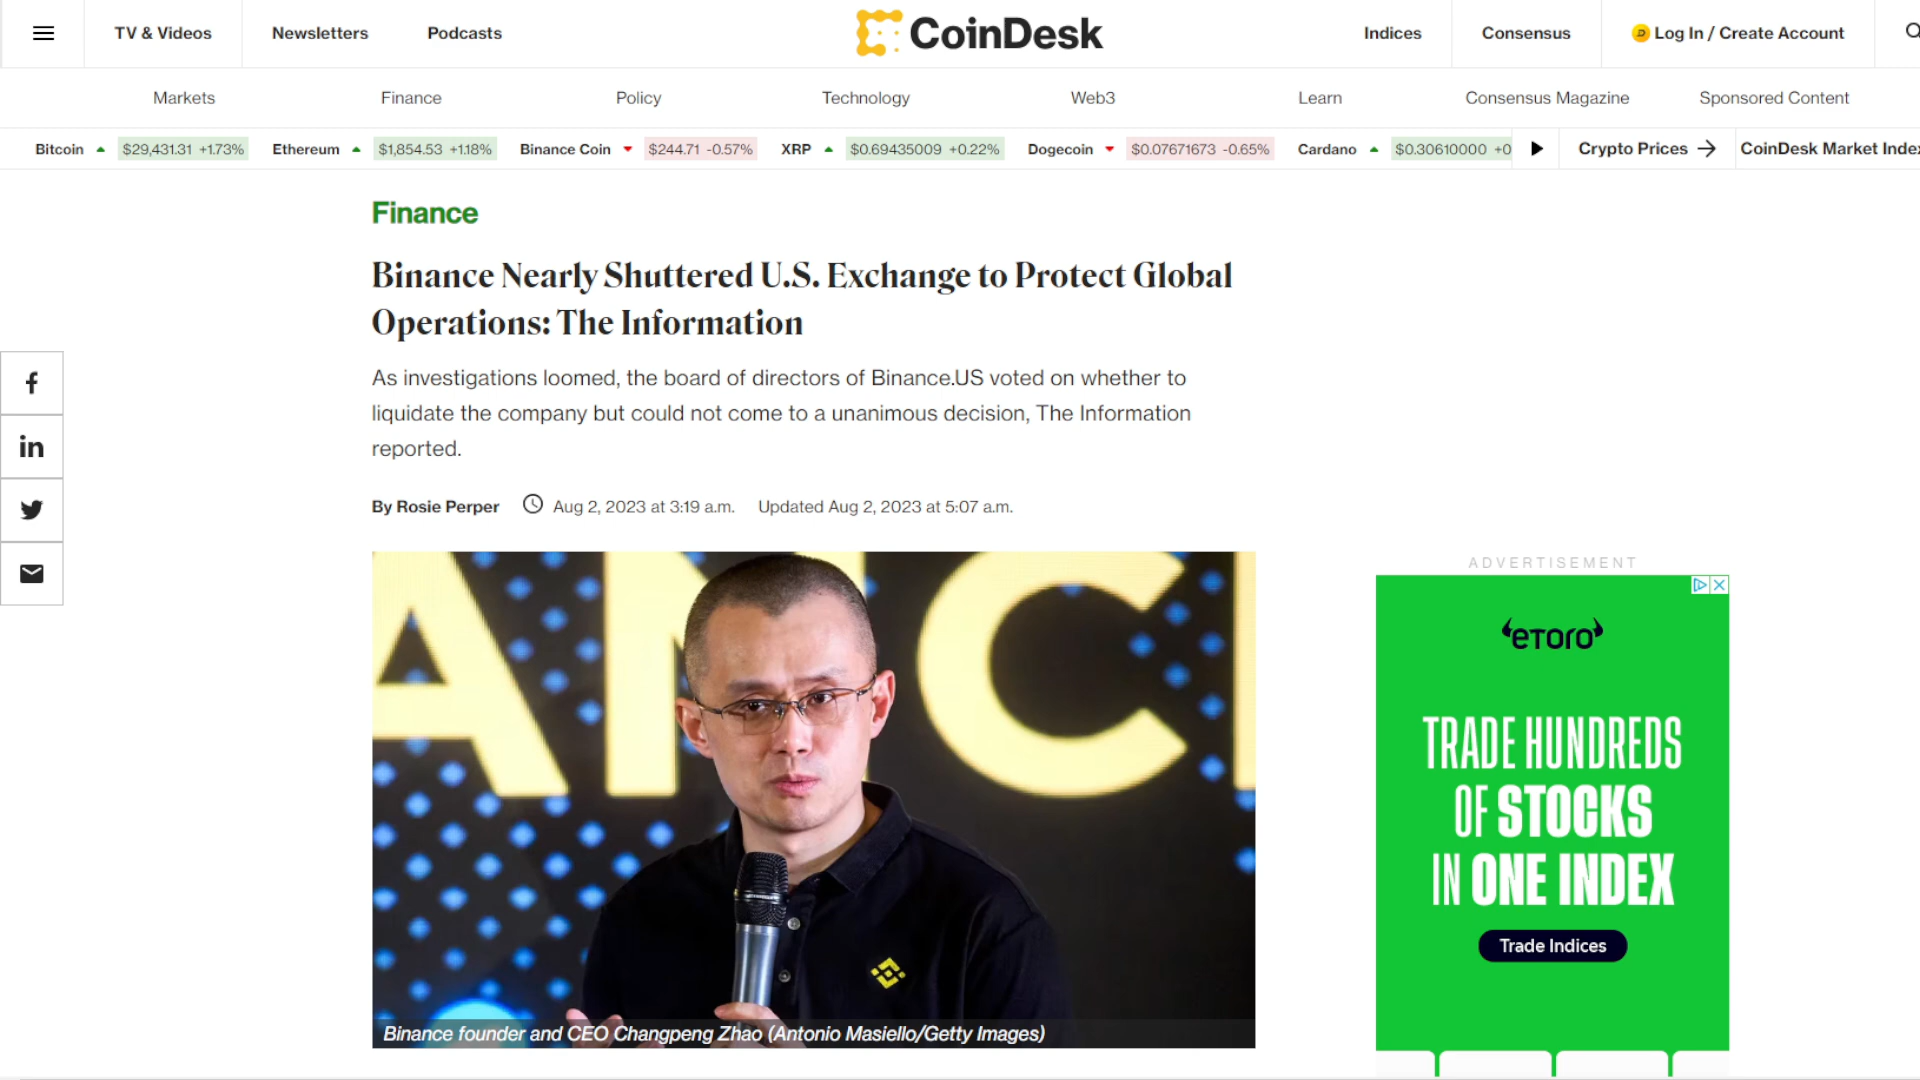 TV & Videos
Newsletters
Podcasts
CoinDesk
Indices
Consensus
Log In / Create Account
Markets
Finance
Policy
Technology
Web3
Learn
Consensus Magazine
Sponsored Content
Bitcoin $29,431.31 +1.73%
Ethereum $1,854.53 +1.18%
Binance Coin $244.71 -0.57%
XRP $0.69435009 +0.22%
Dogecoin $0.07671673 -0.65%
Cardano $0.30610000 +0
Crypto Prices
CoinDesk Market Index
Finance
Binance Nearly Shuttered U.S. Exchange to Protect Global
Operations: The Information
As investigations loomed, the board of directors of Binance.US voted on whether to
liquidate the company but could not come to a unanimous decision, The Information
reported.
By Rosie Perper
Aug 2, 2023 at 3:19 a.m.
Updated Aug 2, 2023 at 5:07 a.m.
ANC
Binance founder and CEO Changpeng Zhao (Antonio Masiello/Getty Images)
ADVERTISEMENT
eTORO
TRADE HUNDREDS
OF STOCKS
IN ONE INDEX
Trade Indices